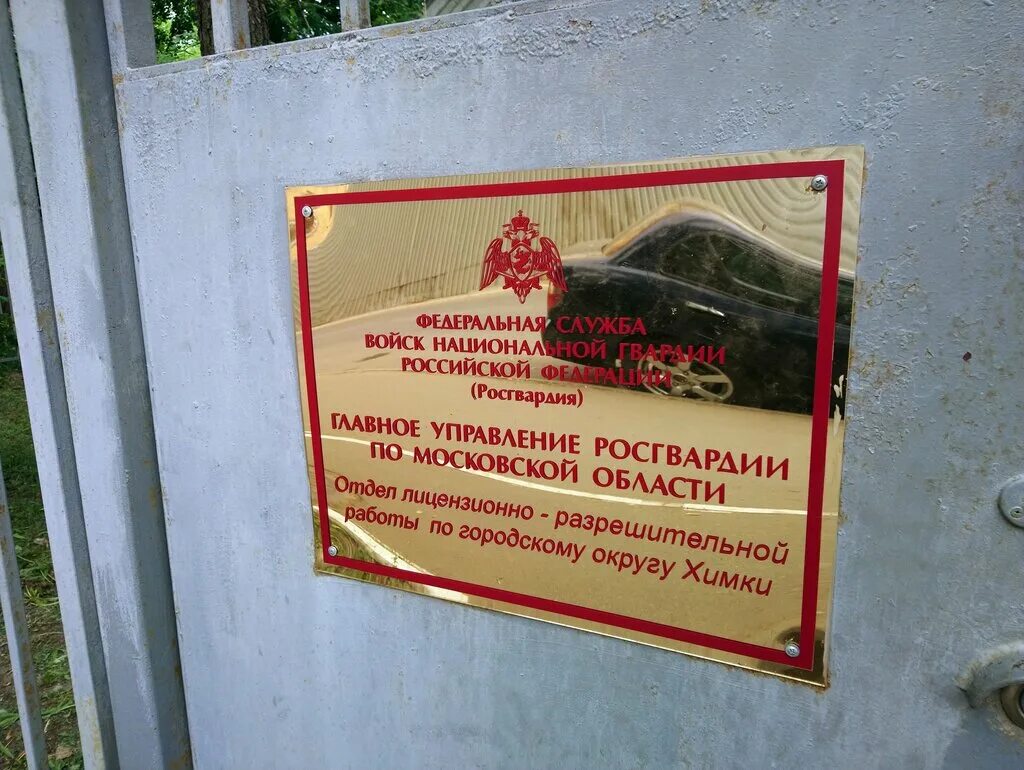 ФЕДЕРАЛЬНАЯ СЛУЖБА
ВОЙСК НАЦИОНАЛЬНОЙ ГВАРДИИ
РОССИЙСКОЙ ФЕДЕРАЦИИ
(Росгвардия)
ГЛАВНОЕ УПРАВЛЕНИЕ РОСГВАРДИИ
ПО МОСКОВСКОЙ ОБЛАСТИ
Отдел лицензионно - разрешительной
работы по городскому округу Химки